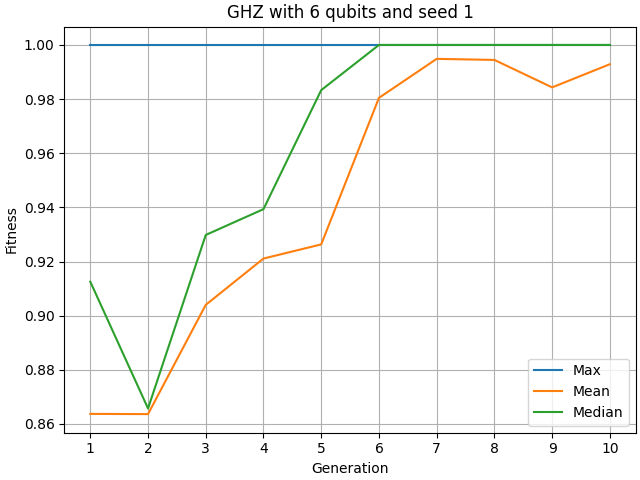 GHZ with 6 qubits and seed 1
Fitness
1.00
0.98
0.96
0.94
0.92
0.90
0.88
0.86
1 2 3 4 5 6 7 8 9 10
Generation
Max
Mean
Median